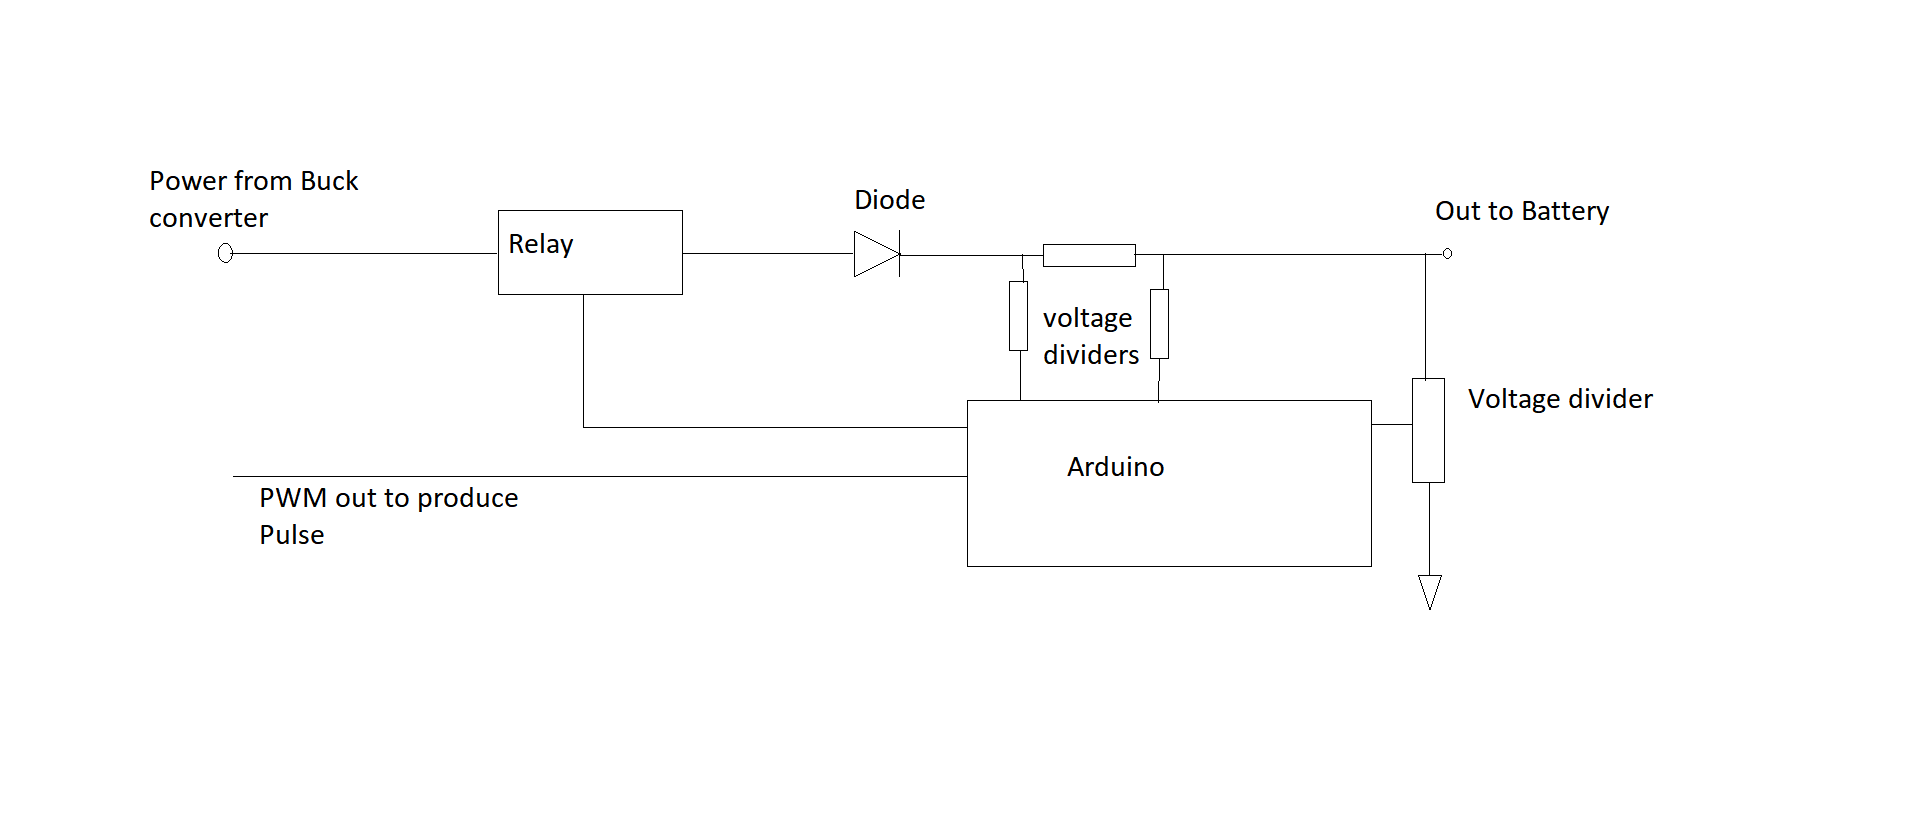 Power from Buck
converter
Relay
Diode
Out to Battery
voltage
dividers
Voltage divider
Arduino
PWM out to produce
Pulse